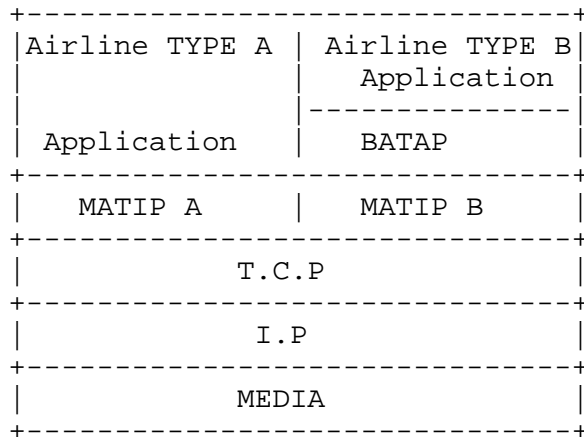 +-------------------------------+
|Airline TYPE A | Airline TYPE B|
|               |   Application |
|               |---------------|
| Application   |   BATAP       |
+-------------------------------+
|   MATIP A     |   MATIP B     |
+-------------------------------+
|            T.C.P              |
+-------------------------------+
|             I.P               |
+-------------------------------+
|            MEDIA              |
+-------------------------------+